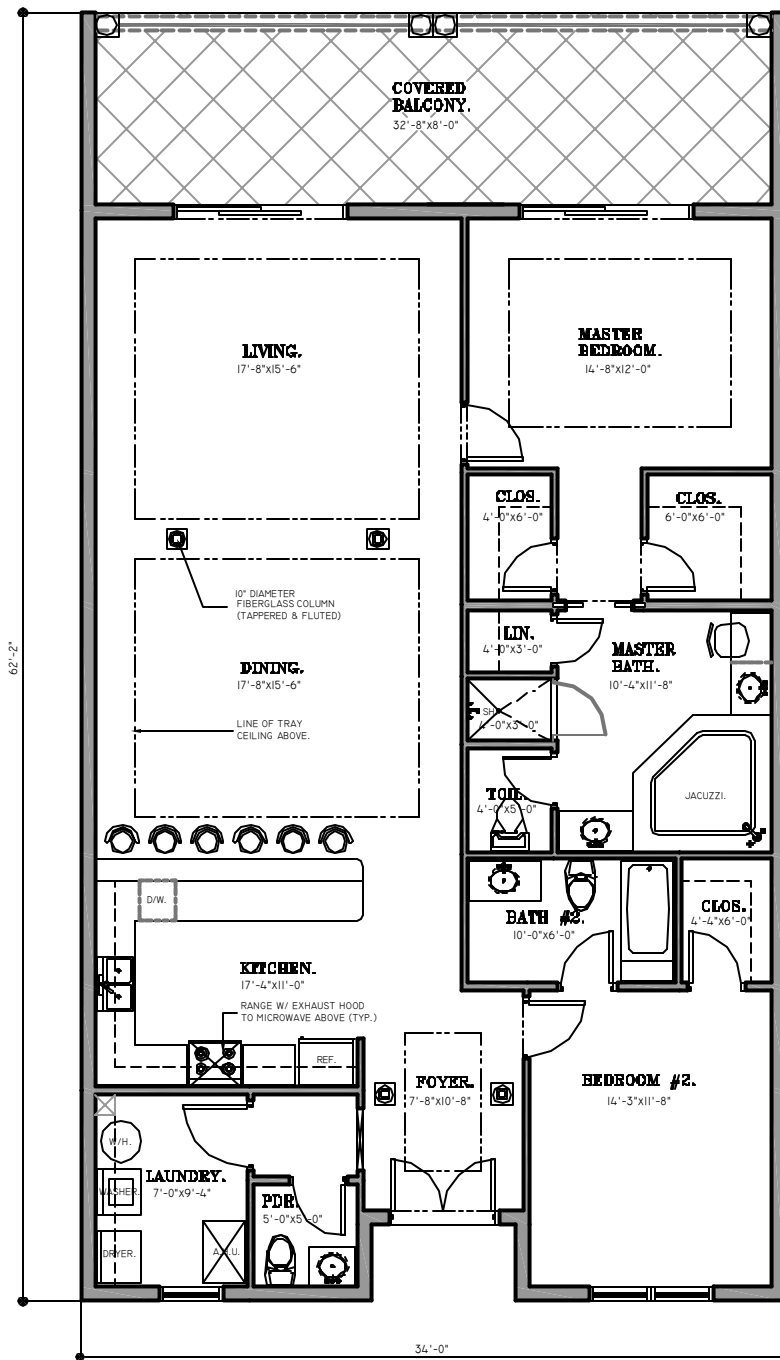 COVERED
BALCONY.
32'-8"x8'-0"
LIVING.
17'-8"x15'-6"
MASTER
BEDROOM.
14'-8"x12'-0"
CLOS.
4'-0"x6'-0"
CLOS.
6'-0"x6'-0"
10" DIAMETER
FIBERGLASS COLUMN
(TAPPERED & FLUTED)
LIN.
4'-0"x3'-0"
MASTER
BATH.
10'-4"x11'-8"
62'-2"
DINING.
17'-8"x15'-6"
SH.
4'-0"x3'-0"
LINE OF TRAY
CEILING ABOVE.
TOIL.
4'-0"x5'-0"
JACUZZI.
D/W.
BATH #2.
10'-0"x6'-0"
CLOS.
4'-4"x6'-0"
KITCHEN.
17'-4"x11'-0"
RANGE W/ EXHAUST HOOD
TO MICROWAVE ABOVE (TYP.)
REF.
FOYER.
7'-8"x10'-8"
BEDROOM #2.
14'-3"x11'-8"
W/H.
LAUNDRY.
7'-0"x9'-4"
WASHER.
PDR.
5'-0"x5'-0"
DRYER.
A.H.U.
34'-0"